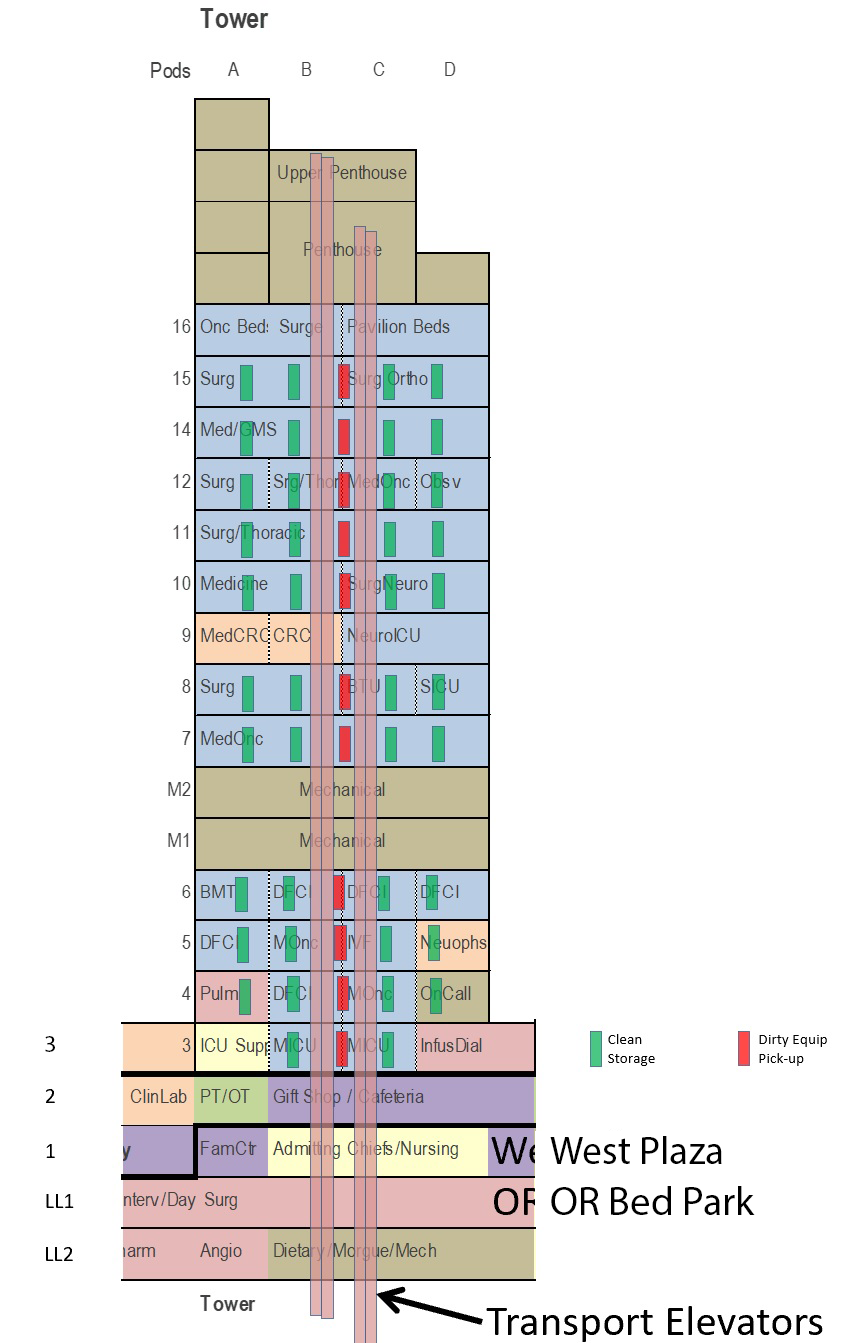 Tower
Pods A B C D
Upper Penthouse
Penthouse
16 Onc Beds Surge Pavilion Beds
15 Surg Surg Ortho
14 Med/GMS
12 Surg Srg/Thor MedOnc Obsv
11 Surg/Thoracic
10 Medicine SurgNeuro
9 MedCRC CRC NeuroICU
8 Surg BTU SICU
7 MedOnc
M2 Mechanical
M1 Mechanical
6 BMT DFCI DFCI DFCI
5 DFCI MOnc IVF Neuophs
4 Pulm DFCI MOnc OnCall
3 3 ICU Supp MICU MICU InfusDial
Clean
Storage
Dirty Equip
Pick-up
2 ClinLab PT/OT Gift Shop / Cafeteria
1 y FamCtr Admitting Chiefs/Nursing We West Plaza
LL1 nterv/Day Surg OR OR Bed Park
LL2 arm Angio Dietary/Morgue/Mech
Tower
Transport Elevators